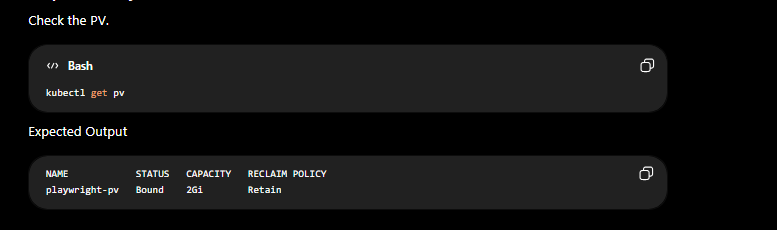 Check the PV.
Bash
kubectl get pv
Expected Output
NAME STATUS CAPACITY RECLAIM POLICY
playwright-pv Bound 2Gi Retain